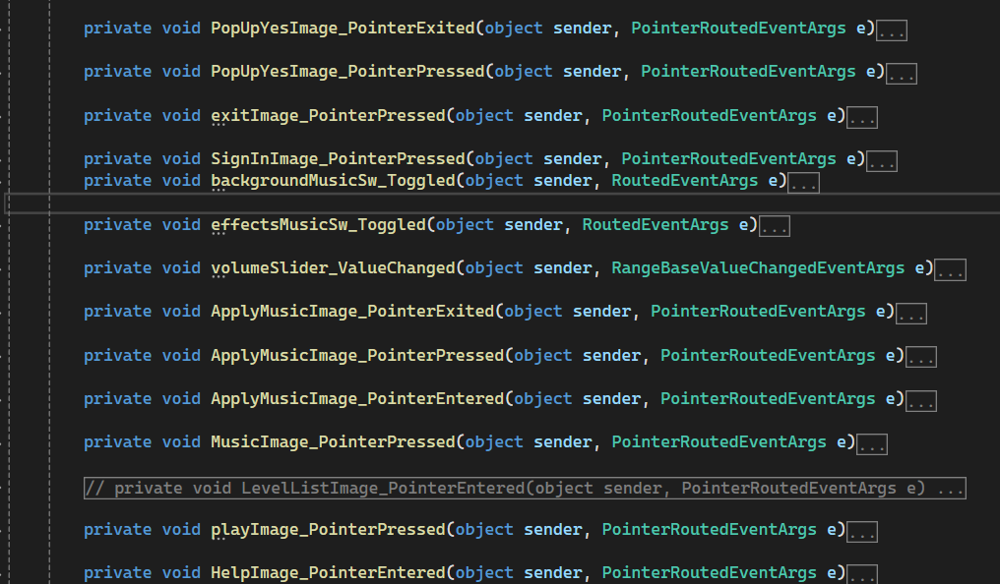 private void PopUpYesImage_PointerExited(object sender, PointerRoutedEventArgs e)...
private void PopUpYesImage_PointerPressed(object sender, PointerRoutedEventArgs e)...
private void exitImage_PointerPressed(object sender, PointerRoutedEventArgs e)...
private void SignInImage_PointerPressed(object sender, PointerRoutedEventArgs e)...
private void backgroundMusicSw_Toggled(object sender, RoutedEventArgs e)...
private void effectsMusicSw_Toggled(object sender, RoutedEventArgs e)...
private void volumeSlider_ValueChanged(object sender, RangeBaseValueChangedEventArgs e)...
private void ApplyMusicImage_PointerExited(object sender, PointerRoutedEventArgs e)...
private void ApplyMusicImage_PointerPressed(object sender, PointerRoutedEventArgs e)...
private void ApplyMusicImage_PointerEntered(object sender, PointerRoutedEventArgs e)...
private void MusicImage_PointerPressed(object sender, PointerRoutedEventArgs e)...
// private void LevelListImage_PointerEntered(object sender, PointerRoutedEventArgs e) ...
private void playImage_PointerPressed(object sender, PointerRoutedEventArgs e)...
private void HelpImage_PointerEntered(object sender, PointerRoutedEventArgs e)...